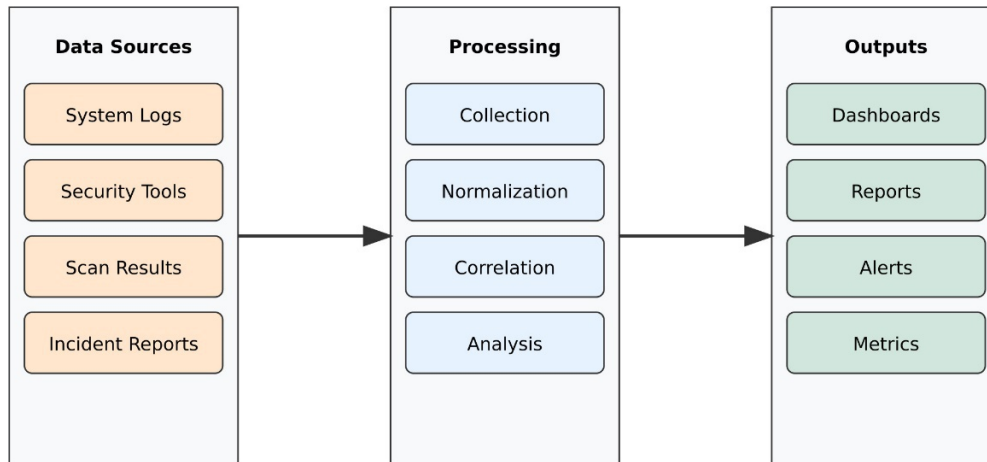 Data Sources
System Logs
Security Tools
Scan Results
Incident Reports
Processing
Collection
Normalization
Correlation
Analysis
Outputs
Dashboards
Reports
Alerts
Metrics